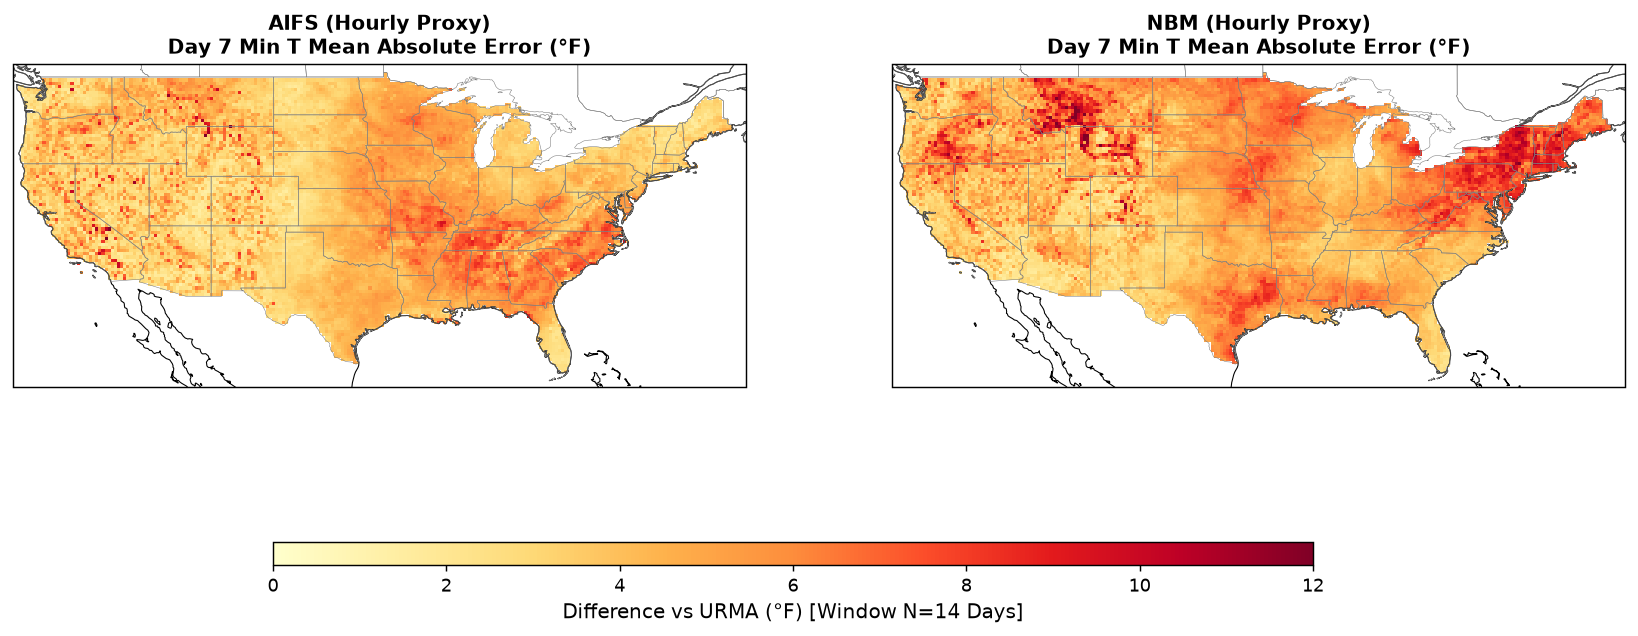 AIFS (Hourly Proxy)
Day 7 Min T Mean Absolute Error (°F)
NBM (Hourly Proxy)
Day 7 Min T Mean Absolute Error (°F)
0 2 4 6 8 10 12
Difference vs URMA (°F) [Window N=14 Days]